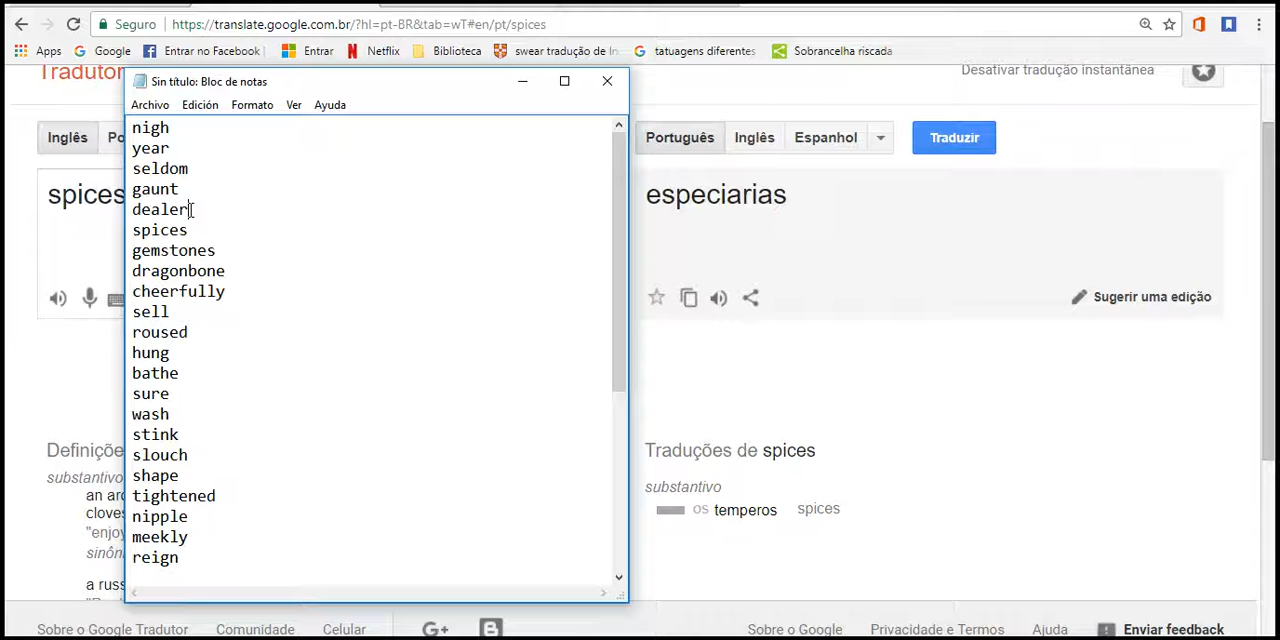 Seguro https://translate.google.com.br/?hl=pt-BR&tab=wT#en/pt/spices
Apps Google Entrar no Facebook Entrar Netflix Biblioteca swear tradução de In tatuagens diferentes Sobrancelha riscada
Tradutor
Desativar tradução instantânea
Sin título: Bloc de notas
Archivo Edición Formato Ver Ayuda
Inglês Po
Português Inglês Espanhol Traduzir
spices
especiarias
nigh
year
seldom
gaunt
dealer
spices
gemstones
dragonbone
cheerfully
sell
roused
hung
bathe
sure
wash
stink
slouch
shape
tightened
nipple
meekly
reign
Sugerir uma edição
Definiçõe
substantivo
an aro
cloves
"enjoy
sinôni
a russ
Traduções de spices
substantivo
os temperos spices
Sobre o Google Tradutor Comunidade Celular G+ B Sobre o Google Privacidade e Termos Ajuda Enviar feedback